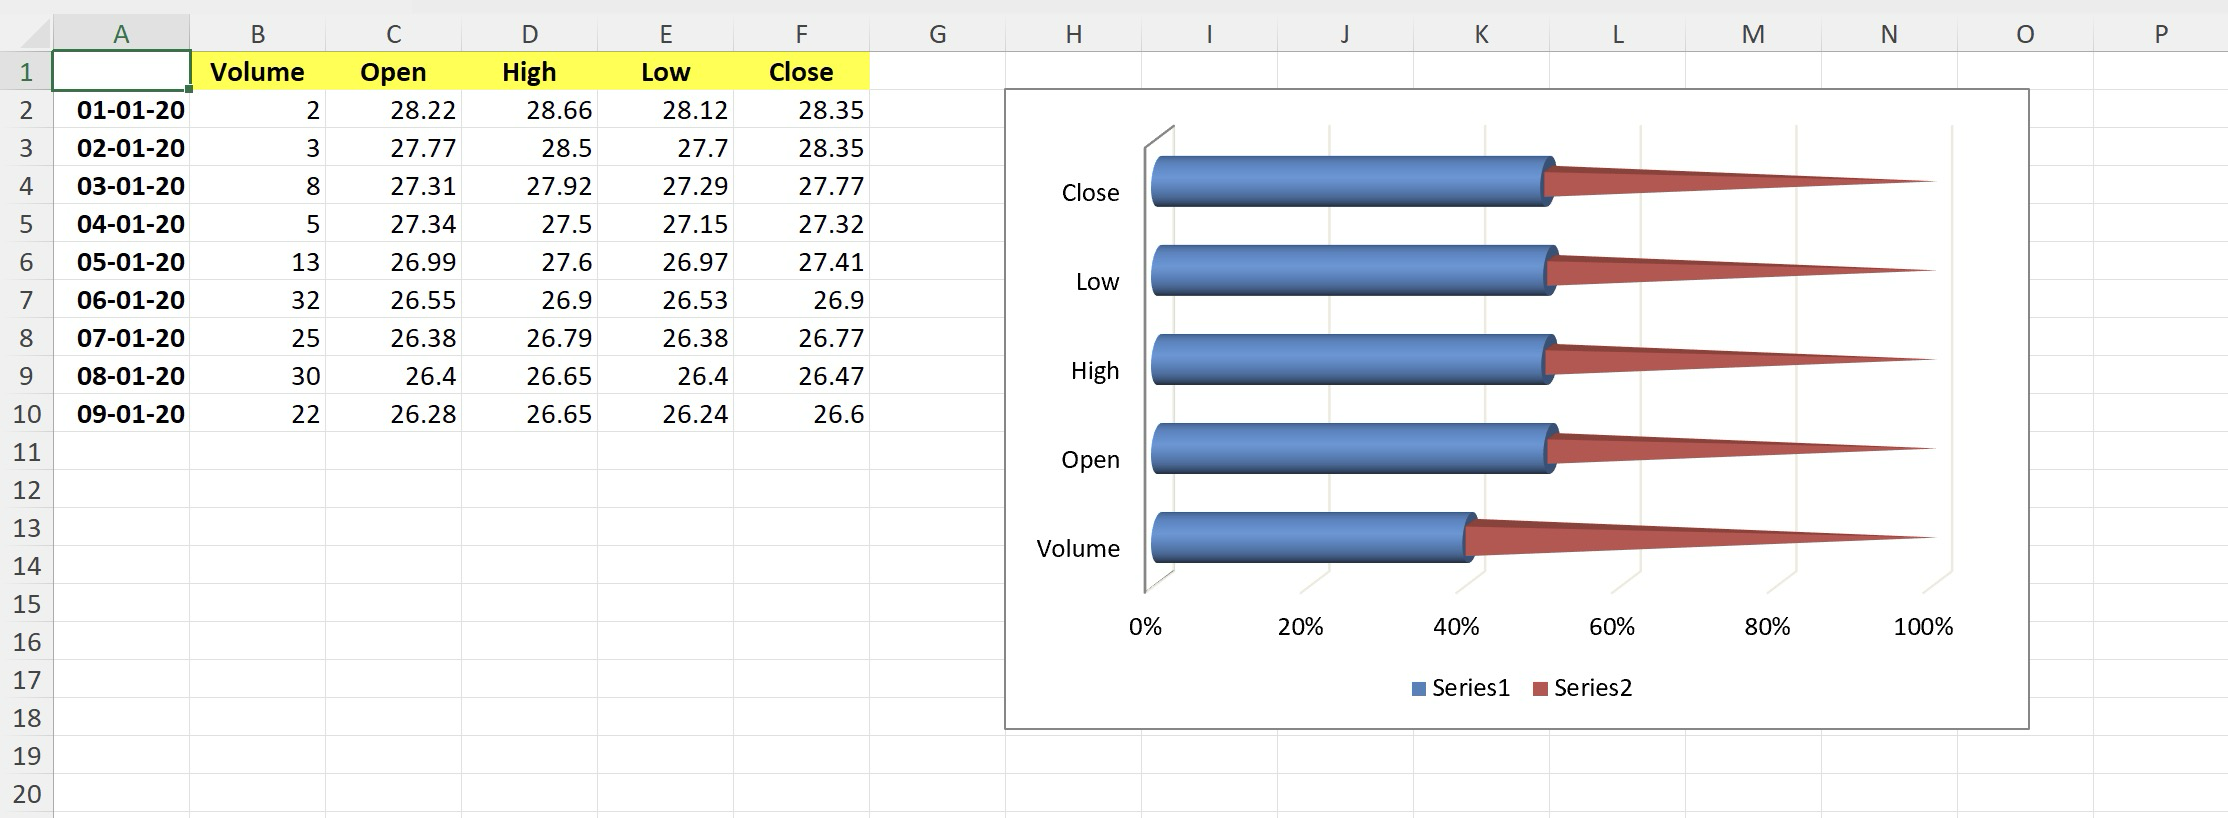 A B C D E F G H I J K L M N O P
1 Volume Open High Low Close
2 01-01-20 2 28.22 28.66 28.12 28.35
3 02-01-20 3 27.77 28.5 27.7 28.35
4 03-01-20 8 27.31 27.92 27.29 27.77
5 04-01-20 5 27.34 27.5 27.15 27.32
6 05-01-20 13 26.99 27.6 26.97 27.41
7 06-01-20 32 26.55 26.9 26.53 26.9
8 07-01-20 25 26.38 26.79 26.38 26.77
9 08-01-20 30 26.4 26.65 26.4 26.47
10 09-01-20 22 26.28 26.65 26.24 26.6
11
12
13
14
15
16
17
18
19
20
Close
Low
High
Open
Volume
0% 20% 40% 60% 80% 100%
Series1 Series2